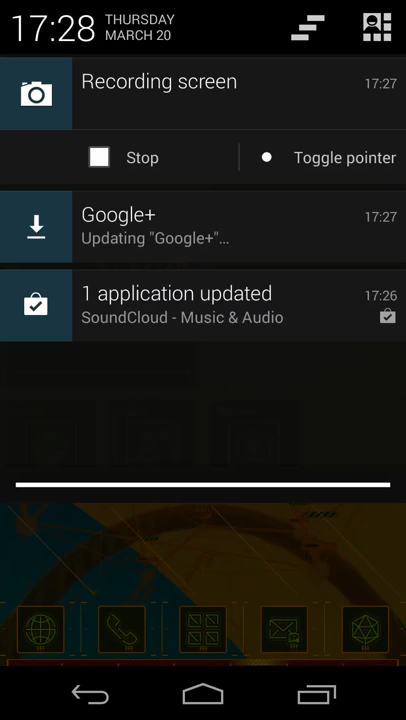 17:28
THURSDAY
MARCH 20
Recording screen 17:27
Stop
Toggle pointer
Google+ 17:27
Updating "Google+"...
1 application updated 17:26
SoundCloud - Music & Audio